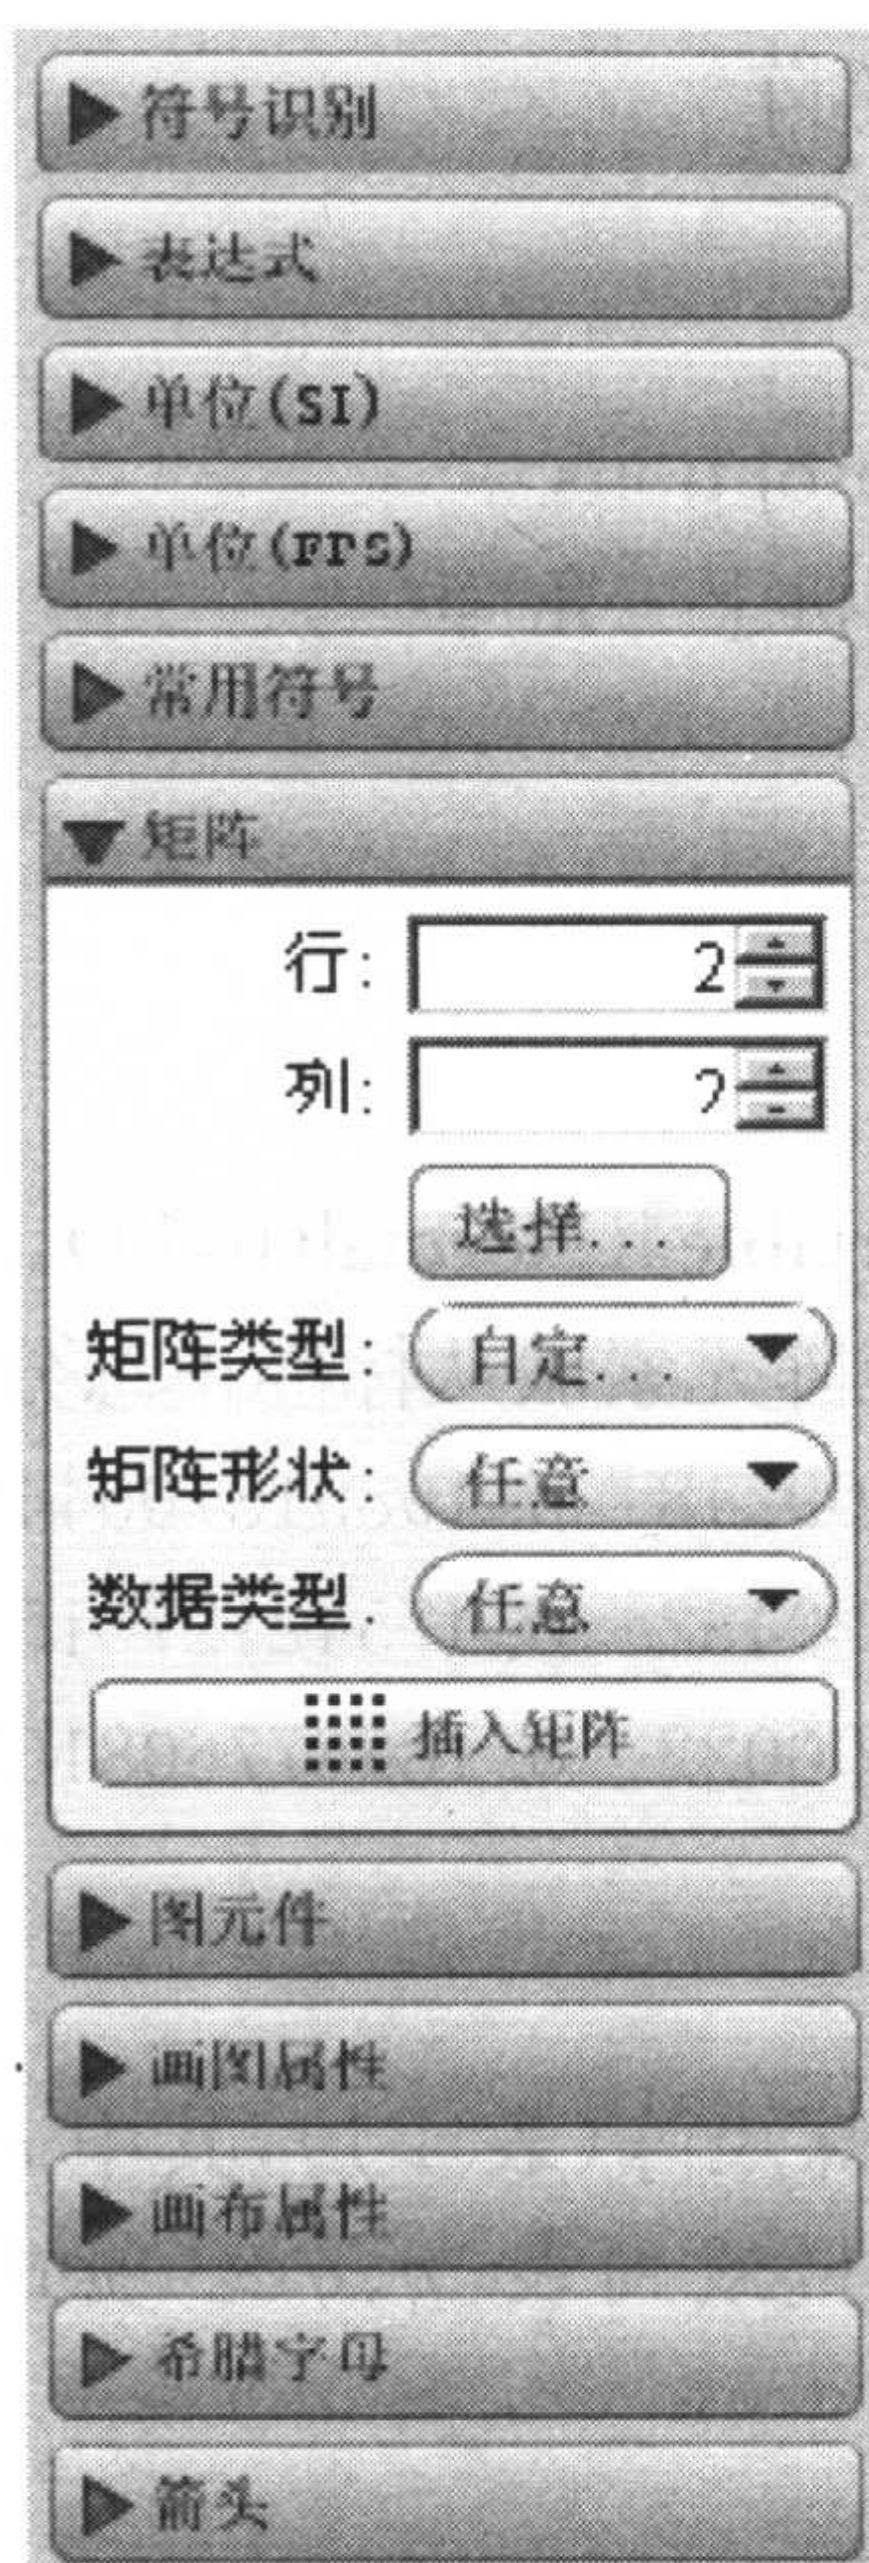 符号识别
表达式
单位(SI)
单位(FPS)
常用符号
矩阵
行: 2
列: 2
选择...
矩阵类型: 自定...
矩阵形状: 任意
数据类型: 任意
插入矩阵
图元件
画图属性
画布属性
希腊字母
箭头